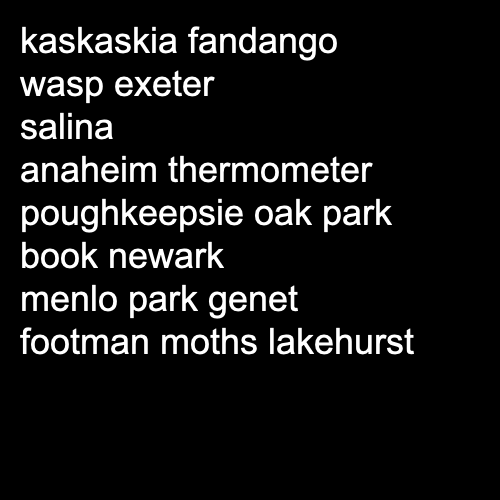 kaskaskia fandango
wasp exeter
salina
anaheim thermometer
poughkeepsie oak park
book newark
menlo park genet
footman moths lakehurst